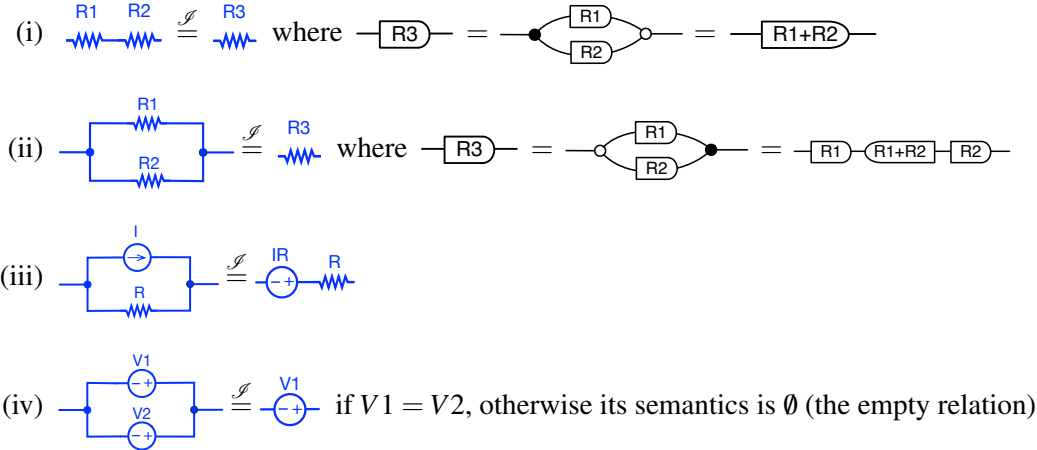 (i) R1 R2 ℐ= R3 where R3 = R1 R2 = R1+R2
(ii) R1 R2 ℐ= R3 where R3 = R1 R2 = R1 R1+R2 R2
(iii) I → R ℐ= IR −+ R
(iv) V1 −+ V2 −+ ℐ= V1 −+ if V1 = V2, otherwise its semantics is ∅ (the empty relation)